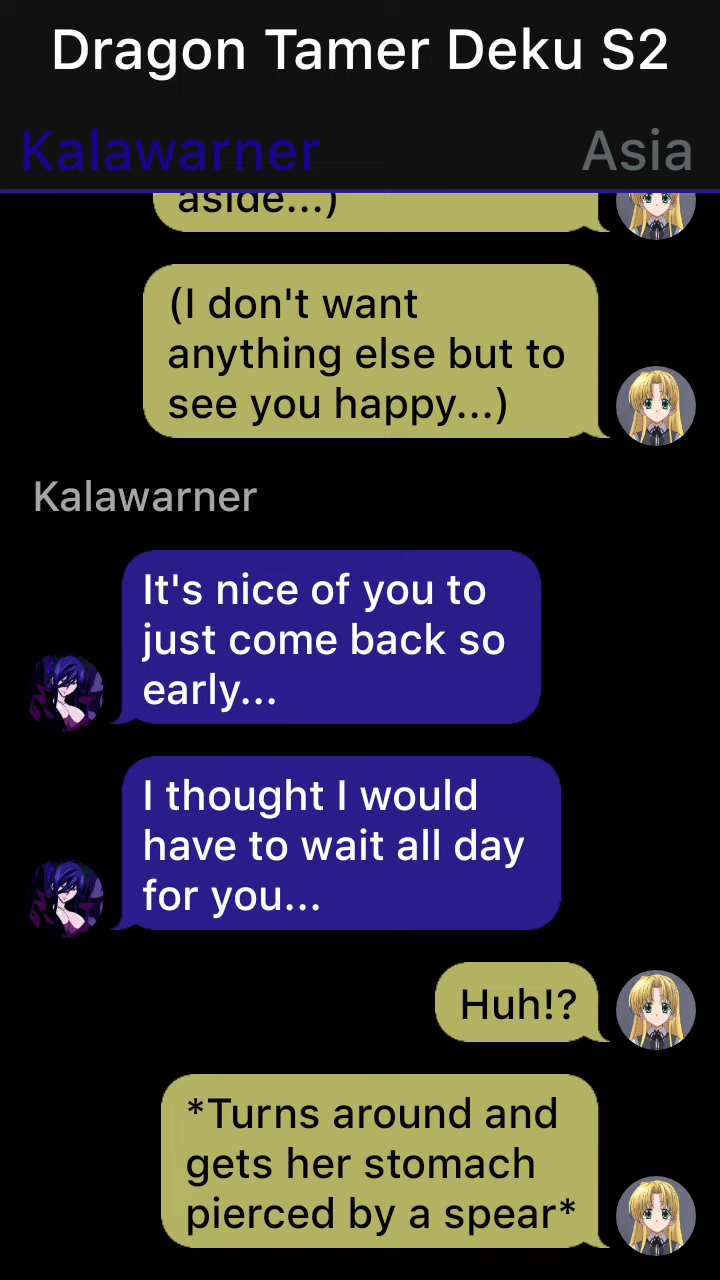 Dragon Tamer Deku S2
Kalawarner
Asia
aside...)
(I don't want
anything else but to
see you happy...)
Kalawarner
It's nice of you to
just come back so
early...
I thought I would
have to wait all day
for you...
Huh!?
*Turns around and
gets her stomach
pierced by a spear*